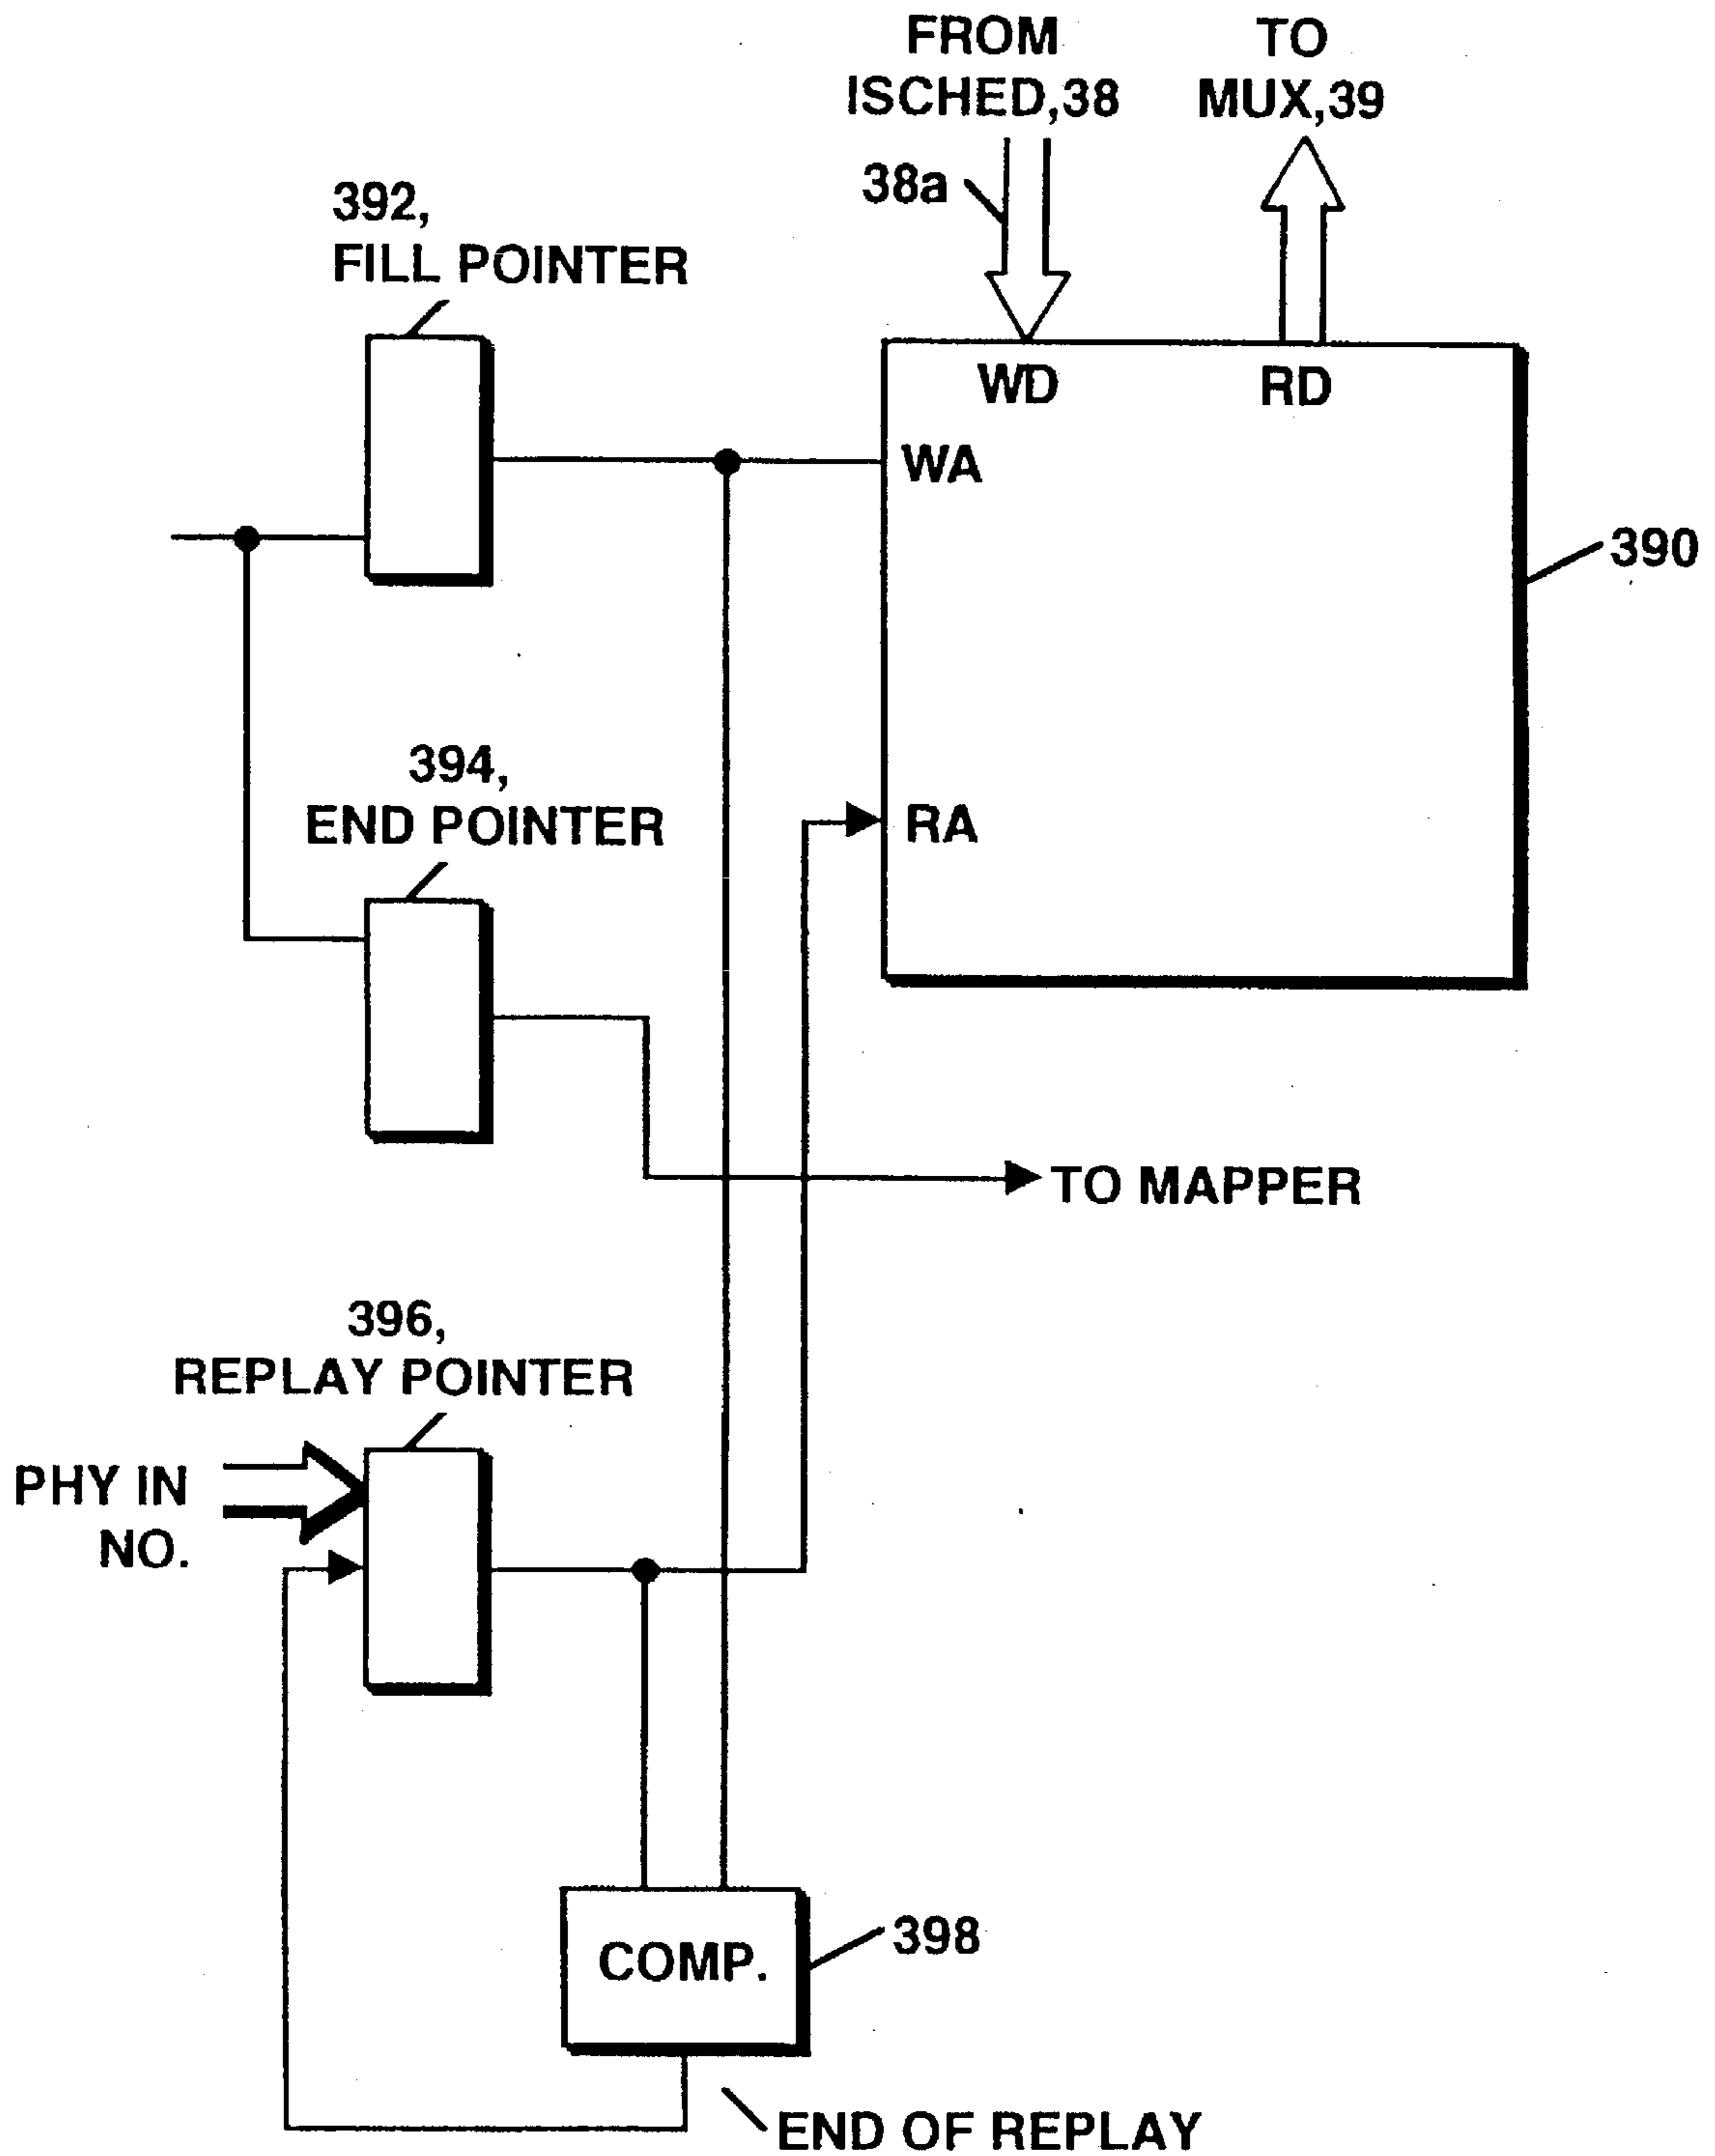 FROM
ISCHED,38
TO
MUX,39
38a
392,
FILL POINTER
WD
RD
WA
390
394,
END POINTER
RA
TO MAPPER
396,
REPLAY POINTER
PHY IN
NO.
398
COMP.
END OF REPLAY